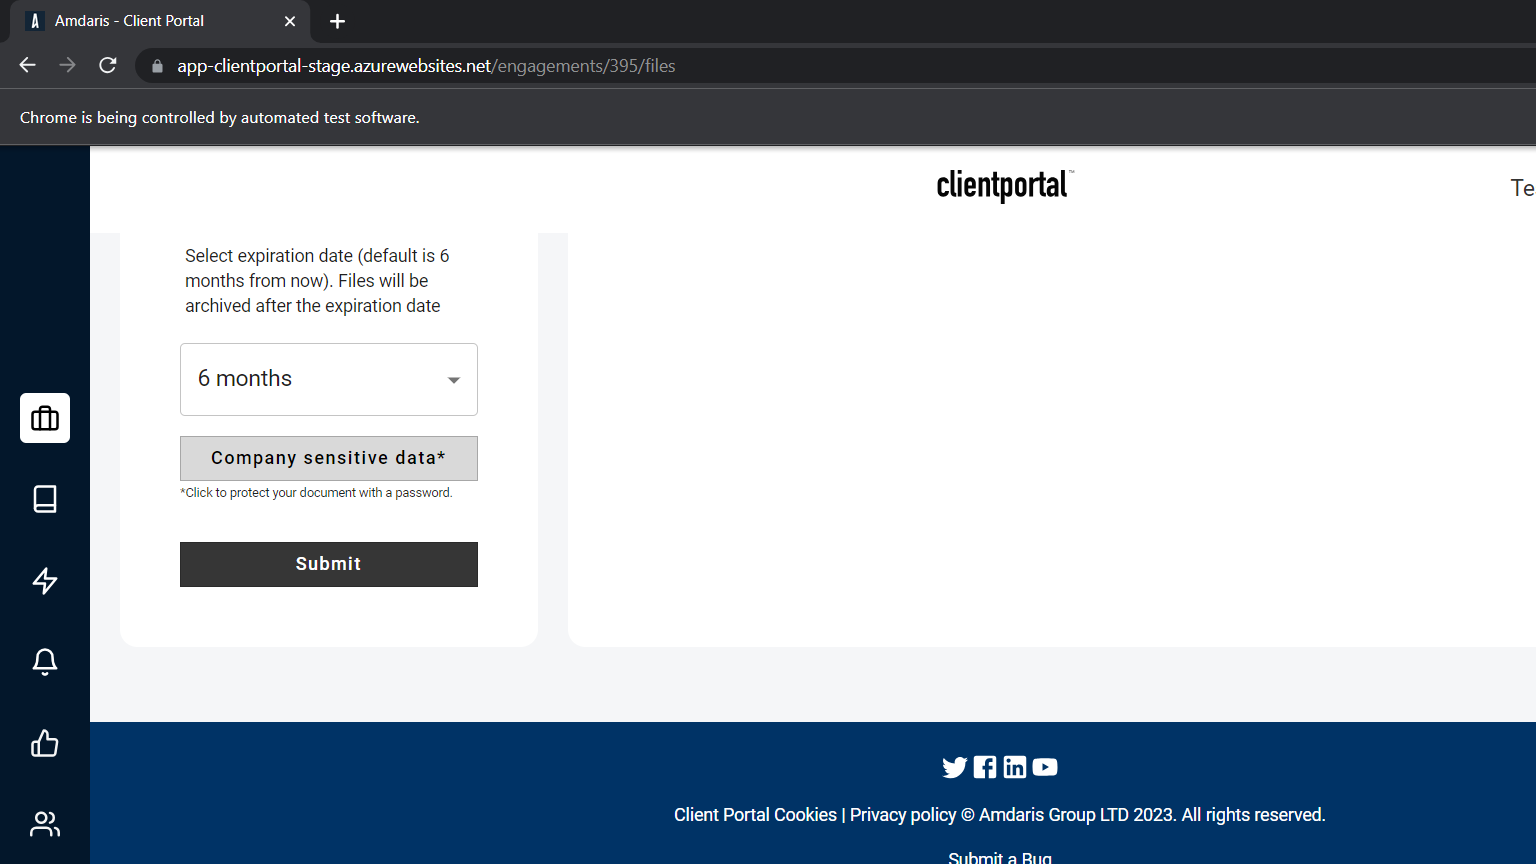 Amdaris - Client Portal
app-clientportal-stage.azurewebsites.net/engagements/395/files
Chrome is being controlled by automated test software.
clientportal™
Te
Select expiration date (default is 6
months from now). Files will be
archived after the expiration date
6 months
Company sensitive data*
*Click to protect your document with a password.
Submit
Client Portal Cookies | Privacy policy © Amdaris Group LTD 2023. All rights reserved.
Submit a Bug